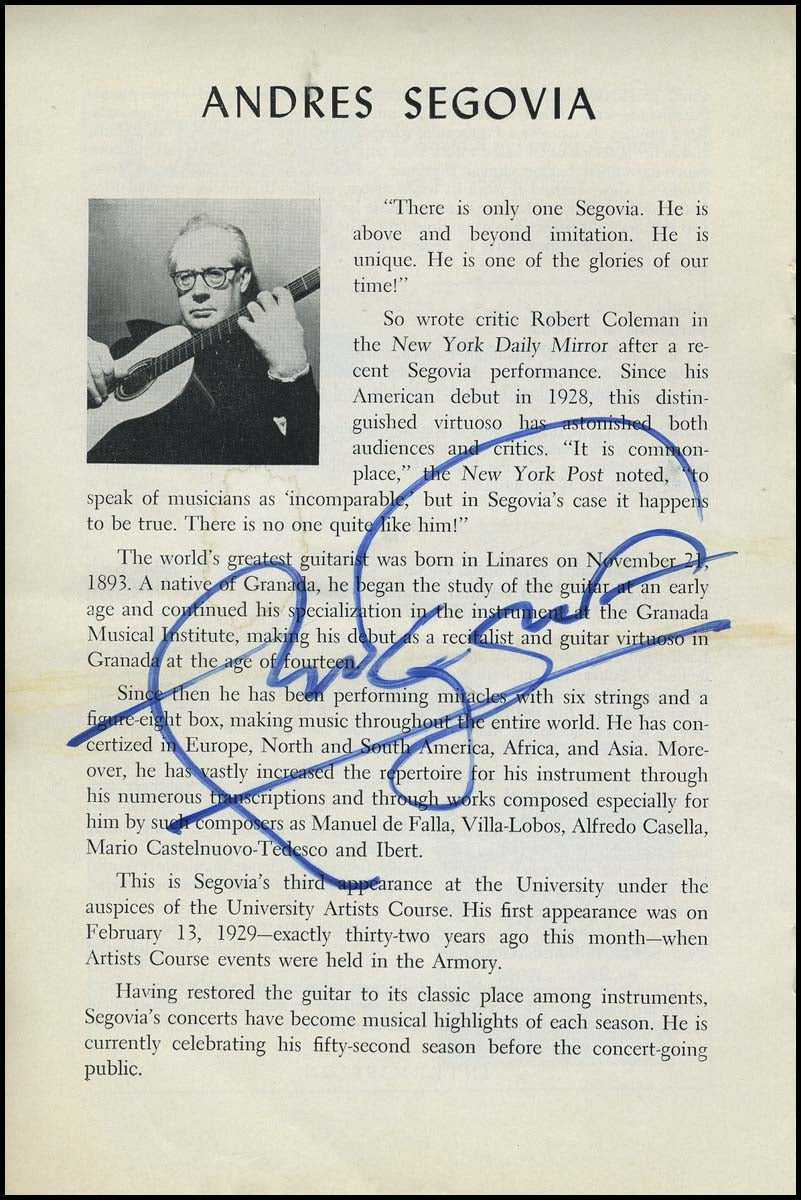 ANDRES SEGOVIA
"There is only one Segovia. He is
above and beyond imitation. He is
unique. He is one of the glories of our
time!"
So wrote critic Robert Coleman in
the New York Daily Mirror after a re-
cent Segovia performance. Since his
American debut in 1928, this distin-
guished virtuoso has astonished both
audiences and critics. "It is common-
place," the New York Post noted, "to
speak of musicians as 'incomparable,' but in Segovia's case it happens
to be true. There is no one quite like him!"
The world's greatest guitarist was born in Linares on November 21,
1893. A native of Granada, he began the study of the guitar at an early
age and continued his specialization in the instrument at the Granada
Musical Institute, making his debut as a recitalist and guitar virtuoso in
Granada at the age of fourteen.
Since then he has been performing miracles with six strings and a
figure-eight box, making music throughout the entire world. He has con-
certized in Europe, North and South America, Africa, and Asia. More-
over, he has vastly increased the repertoire for his instrument through
his numerous transcriptions and through works composed especially for
him by such composers as Manuel de Falla, Villa-Lobos, Alfredo Casella,
Mario Castelnuovo-Tedesco and Ibert.
This is Segovia's third appearance at the University under the
auspices of the University Artists Course. His first appearance was on
February 13, 1929—exactly thirty-two years ago this month—when
Artists Course events were held in the Armory.
Having restored the guitar to its classic place among instruments,
Segovia's concerts have become musical highlights of each season. He is
currently celebrating his fifty-second season before the concert-going
public.